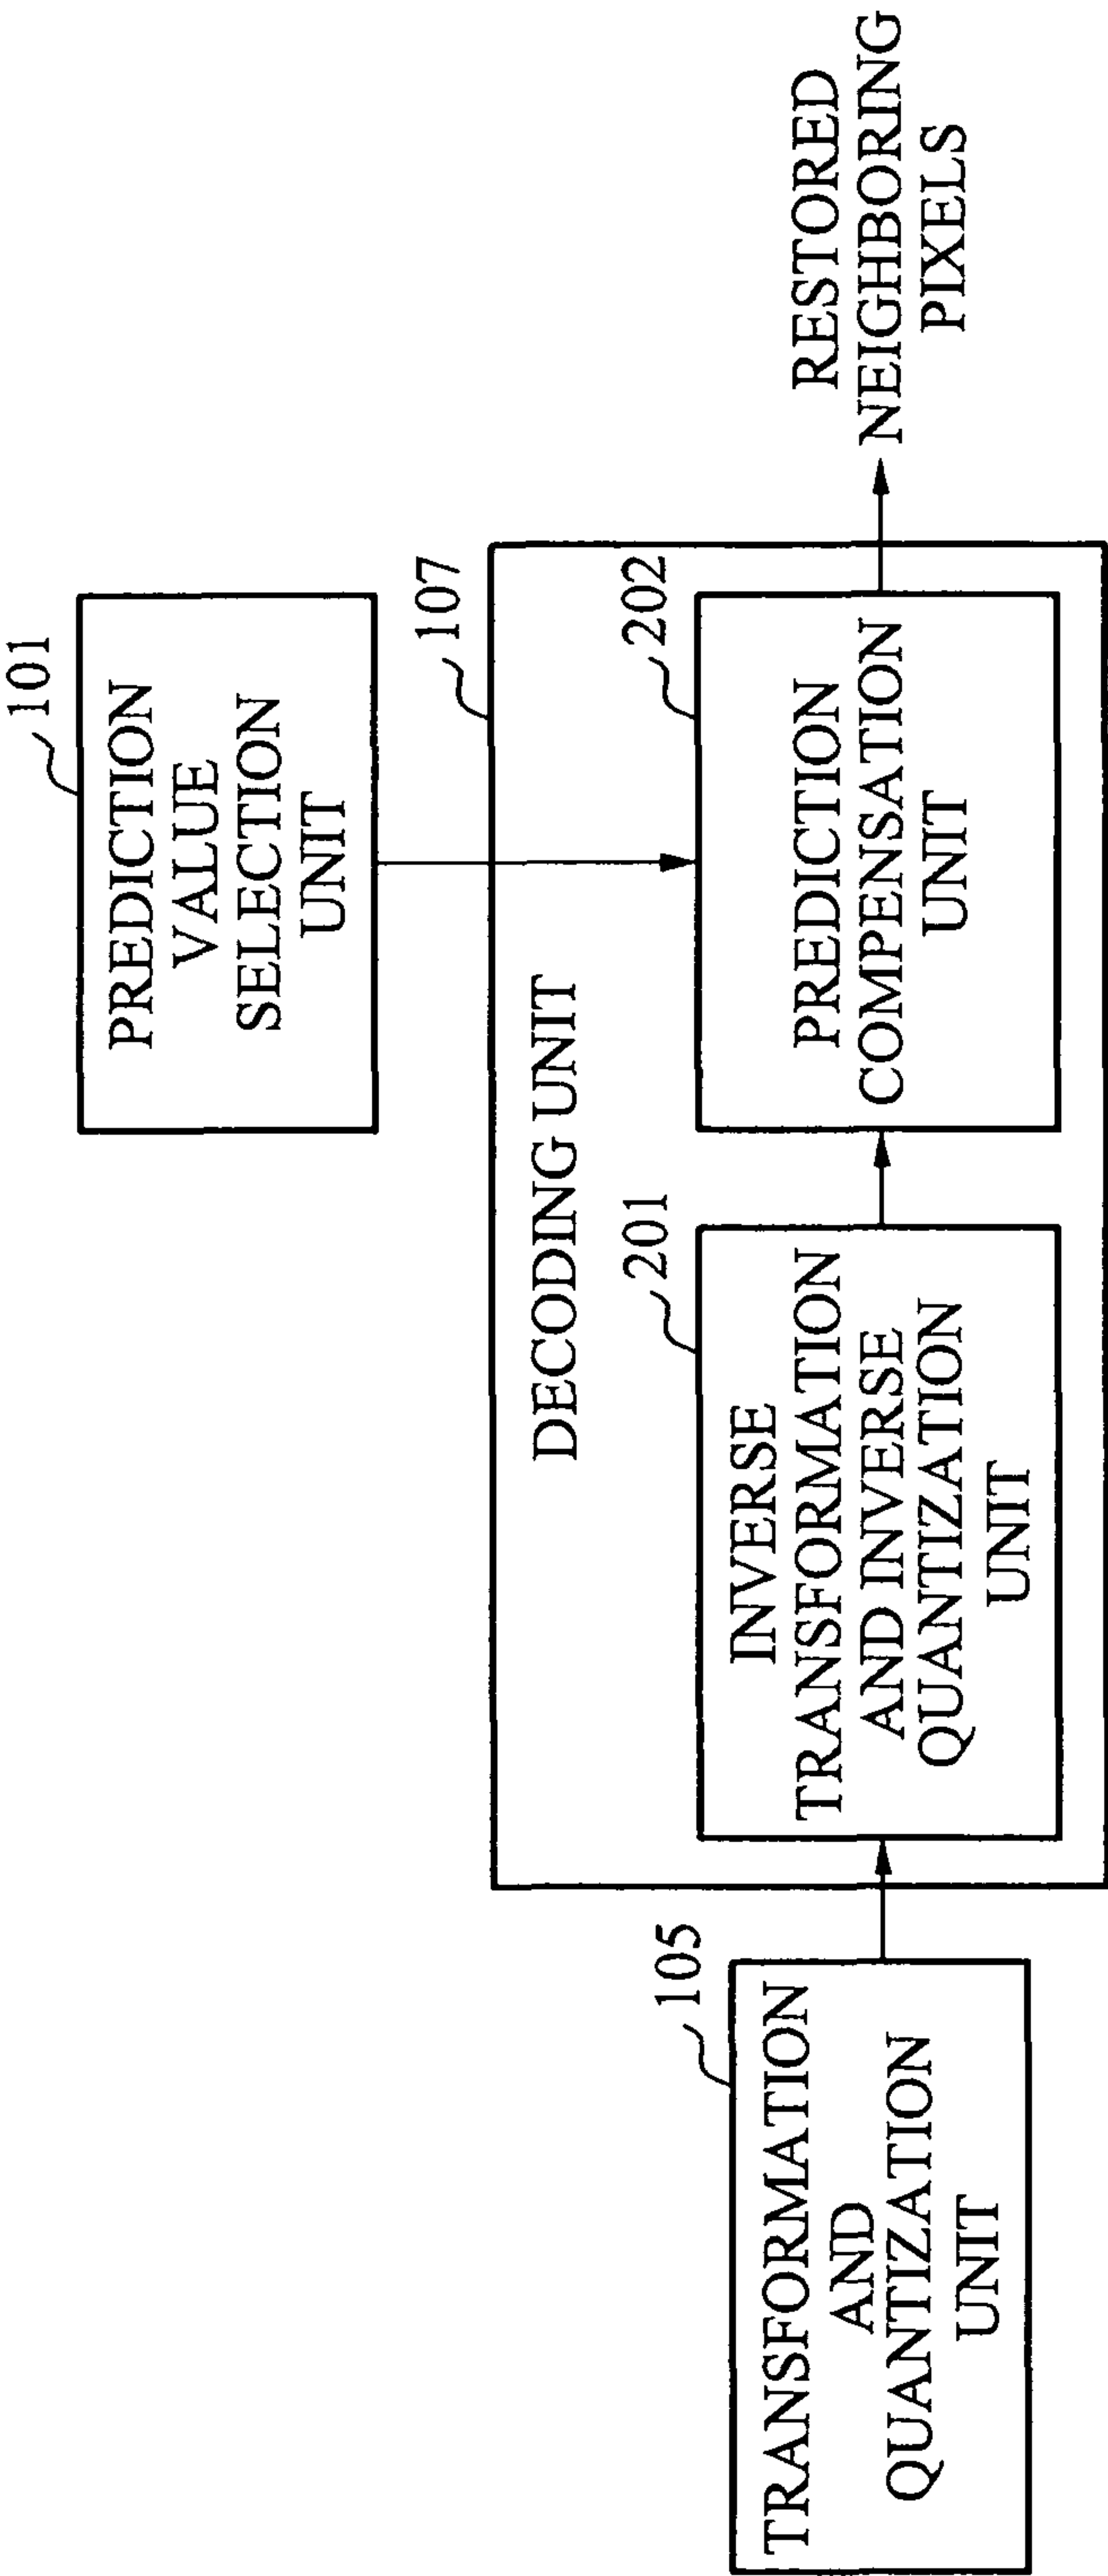 101
PREDICTION
VALUE
SELECTION
UNIT
107
DECODING UNIT
105
TRANSFORMATION
AND
QUANTIZATION
UNIT
201
INVERSE
TRANSFORMATION
AND INVERSE
QUANTIZATION
UNIT
202
PREDICTION
COMPENSATION
UNIT
RESTORED
NEIGHBORING
PIXELS